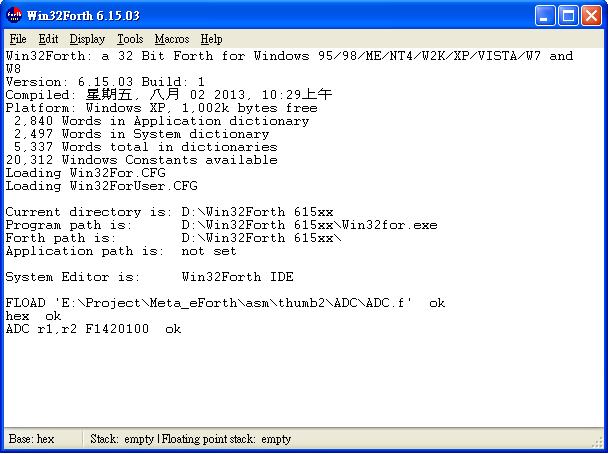 Win32Forth 6.15.03
File Edit Display Tools Macros Help
Win32Forth: a 32 Bit Forth for Windows 95/98/ME/NT4/W2K/XP/VISTA/W7 and
W8
Version: 6.15.03 Build: 1
Compiled: 星期五, 八月 02 2013, 10:29上午
Platform: Windows XP, 1,002k bytes free
2,840 Words in Application dictionary
2,497 Words in System dictionary
5,337 Words total in dictionaries
20,312 Windows Constants available
Loading Win32For.CFG
Loading Win32ForUser.CFG
Current directory is: D:\Win32Forth 615xx
Program path is: D:\Win32Forth 615xx\Win32for.exe
Forth path is: D:\Win32Forth 615xx\
Application path is: not set
System Editor is: Win32Forth IDE
FLOAD 'E:\Project\Meta_eForth\asm\thumb2\ADC\ADC.f' ok
hex ok
ADC r1,r2 F1420100 ok
Base: hex Stack: empty | Floating point stack: empty